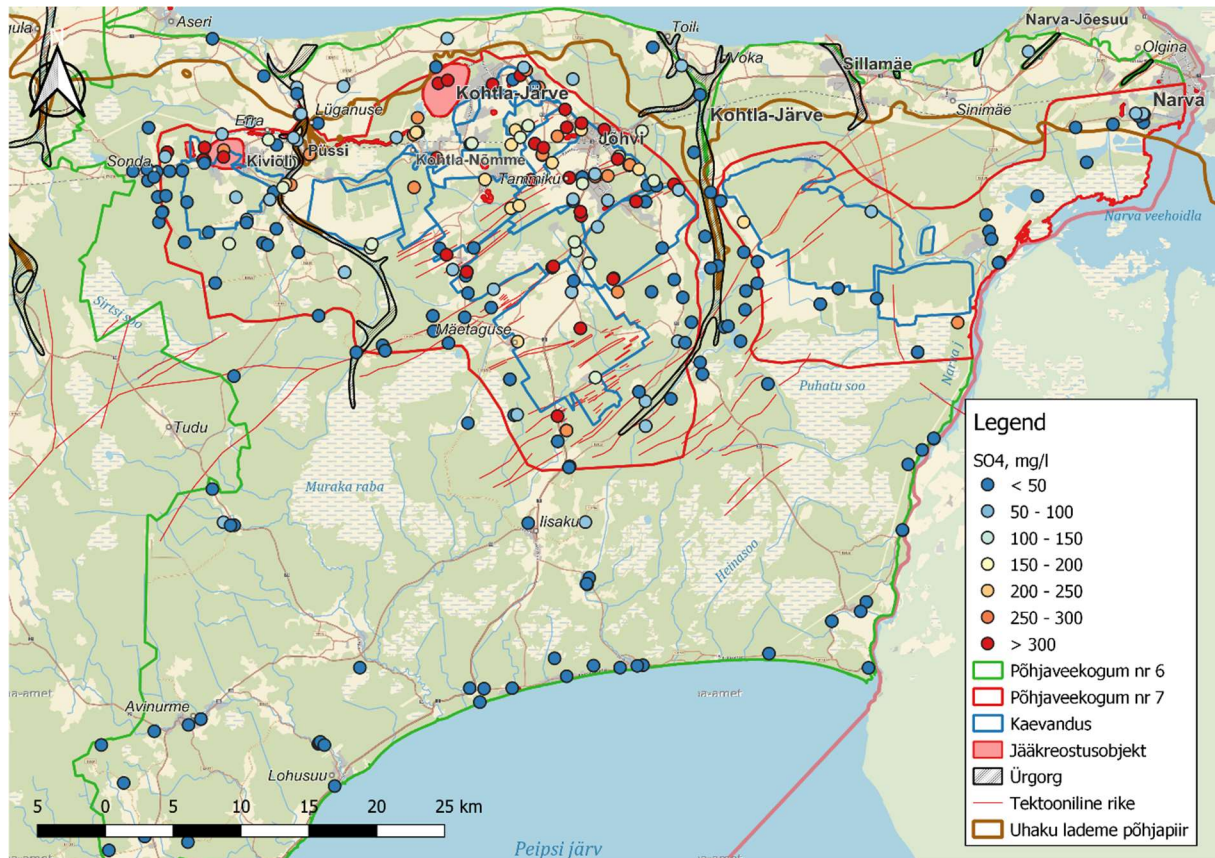 Aseri
Toila
Narva-Jõesuu
Olgina
Voka
Sillamäe
Kohtla-Järve
Lüganuse
Kohtla-Järve
Sinimäe
Narva
Erra
Jõhvi
Sonda
Kiviõli
Püssi
Kohtla-Nõmme
Tammiku
Narva veehoidla
Sirtsi soo
Mäetaguse
Narva j
Puhatu soo
Tudu
Muraka raba
Iisaku
Heinasoo
Avinurme
Lohusuu
Peipsi järv
5 0 5 10 15 20 25 km
Legend
SO4, mg/l
< 50
50 - 100
100 - 150
150 - 200
200 - 250
250 - 300
> 300
Põhjaveekogum nr 6
Põhjaveekogum nr 7
Kaevandus
Jääkreostusobjekt
Ürgorg
Tektooniline rike
Uhaku lademe põhjapiir